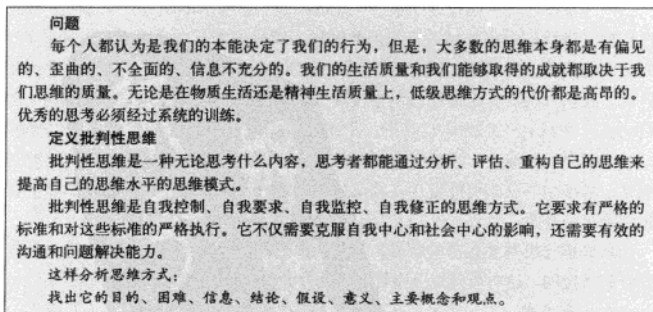 问题
每个人都认为是我们的本能决定了我们的行为，但是，大多数的思维本身都是有偏见
的、歪曲的、不全面的、信息不充分的。我们的生活质量和我们能够取得的成就都取决于我
们思维的质量。无论是在物质生活还是精神生活质量上，低级思维方式的代价都是高昂的。
优秀的思考必须经过系统的训练。
定义批判性思维
批判性思维是一种无论思考什么内容，思考者都能通过分析、评估、重构自己的思维来
提高自己的思维水平的思维模式。
批判性思维是自我控制、自我要求、自我监控、自我修正的思维方式。它要求有严格的
标准和对这些标准的严格执行。它不仅需要克服自我中心和社会中心的影响，还需要有效的
沟通和问题解决能力。
这样分析思维方式：
找出它的目的、困难、信息、结论、假设、意义、主要概念和观点。